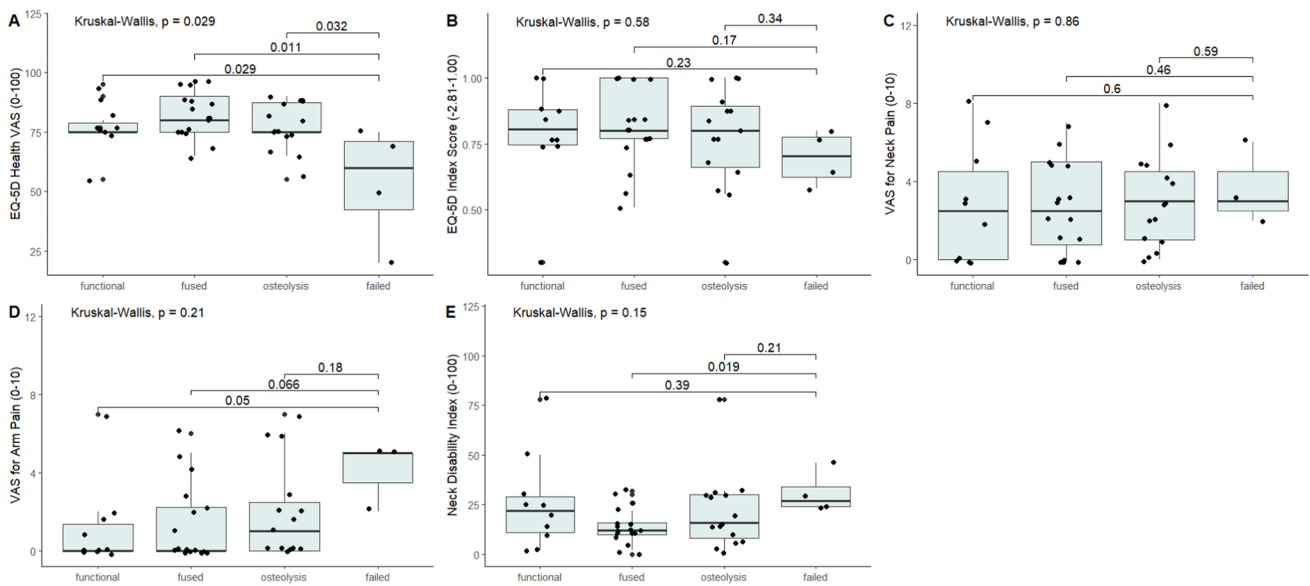 A
Kruskal-Wallis, p = 0.029
EQ-5D Health VAS (0-100)
125
100
75
50
25
0.032
0.011
0.029
functional fused osteolysis failed
B
Kruskal-Wallis, p = 0.58
EQ-5D Index Score (-2.81-1.00)
1.00
0.75
0.50
0.34
0.17
0.23
functional fused osteolysis failed
C
Kruskal-Wallis, p = 0.86
VAS for Neck Pain (0-10)
12
8
4
0
0.59
0.46
0.6
functional fused osteolysis failed
D
Kruskal-Wallis, p = 0.21
VAS for Arm Pain (0-10)
12
8
4
0
0.18
0.066
0.05
functional fused osteolysis failed
E
Kruskal-Wallis, p = 0.15
Neck Disability Index (0-100)
125
100
75
50
25
0
0.21
0.019
0.39
functional fused osteolysis failed